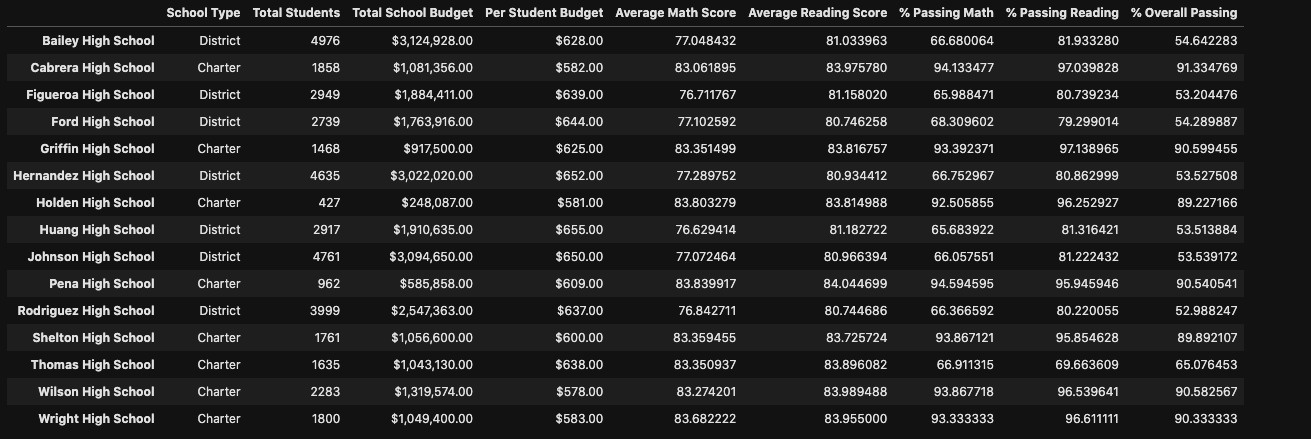 School Type Total Students Total School Budget Per Student Budget Average Math Score Average Reading Score % Passing Math % Passing Reading % Overall Passing
Bailey High School District 4976 $3,124,928.00 $628.00 77.048432 81.033963 66.680064 81.933280 54.642283
Cabrera High School Charter 1858 $1,081,356.00 $582.00 83.061895 83.975780 94.133477 97.039828 91.334769
Figueroa High School District 2949 $1,884,411.00 $639.00 76.711767 81.158020 65.988471 80.739234 53.204476
Ford High School District 2739 $1,763,916.00 $644.00 77.102592 80.746258 68.309602 79.299014 54.289887
Griffin High School Charter 1468 $917,500.00 $625.00 83.351499 83.816757 93.392371 97.138965 90.599455
Hernandez High School District 4635 $3,022,020.00 $652.00 77.289752 80.934412 66.752967 80.862999 53.527508
Holden High School Charter 427 $248,087.00 $581.00 83.803279 83.814988 92.505855 96.252927 89.227166
Huang High School District 2917 $1,910,635.00 $655.00 76.629414 81.182722 65.683922 81.316421 53.513884
Johnson High School District 4761 $3,094,650.00 $650.00 77.072464 80.966394 66.057551 81.222432 53.539172
Pena High School Charter 962 $585,858.00 $609.00 83.839917 84.044699 94.594595 95.945946 90.540541
Rodriguez High School District 3999 $2,547,363.00 $637.00 76.842711 80.744686 66.366592 80.220055 52.988247
Shelton High School Charter 1761 $1,056,600.00 $600.00 83.359455 83.725724 93.867121 95.854628 89.892107
Thomas High School Charter 1635 $1,043,130.00 $638.00 83.350937 83.896082 66.911315 69.663609 65.076453
Wilson High School Charter 2283 $1,319,574.00 $578.00 83.274201 83.989488 93.867718 96.539641 90.582567
Wright High School Charter 1800 $1,049,400.00 $583.00 83.682222 83.955000 93.333333 96.611111 90.333333